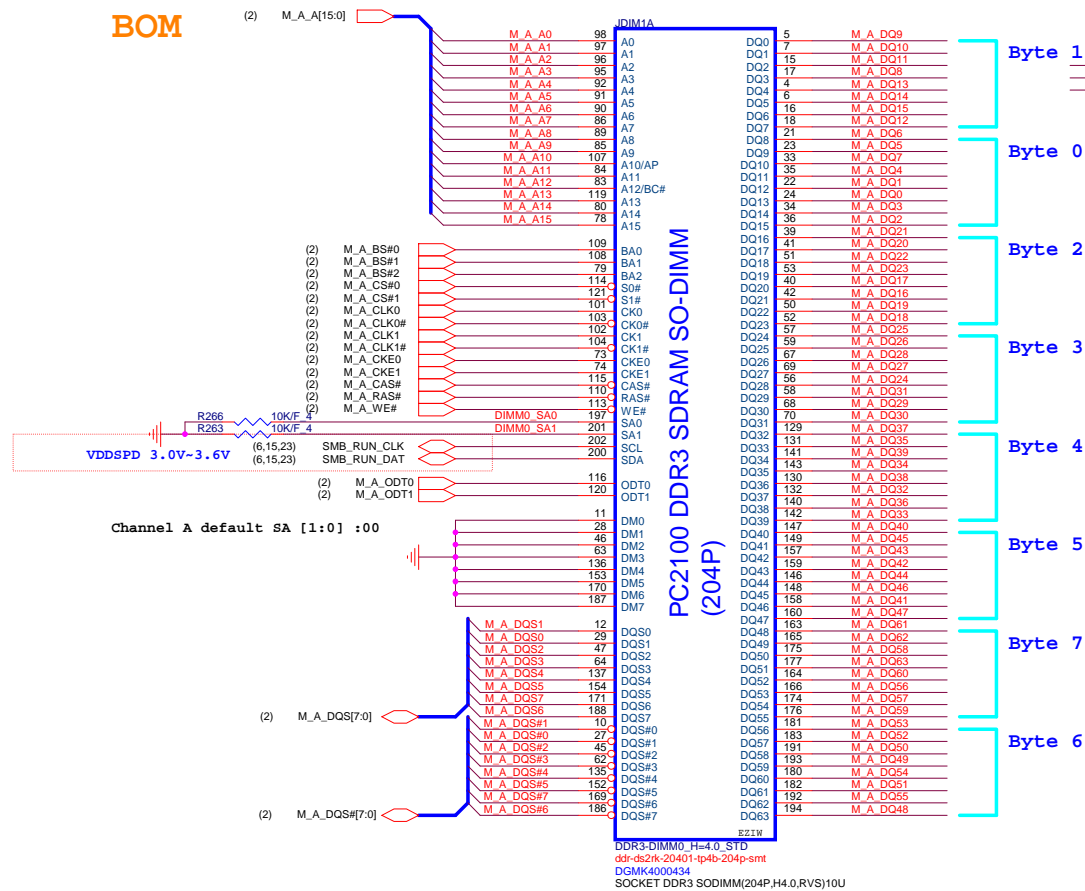 BOM
(2) M_A_A[15:0]
JDIM1A
M_A_A0 98 A0 DQ0 5 M_A_DQ9
M_A_A1 97 A1 DQ1 7 M_A_DQ10
M_A_A2 96 A2 DQ2 15 M_A_DQ11
M_A_A3 95 A3 DQ3 17 M_A_DQ8
M_A_A4 92 A4 DQ4 4 M_A_DQ13
M_A_A5 91 A5 DQ5 6 M_A_DQ14
M_A_A6 90 A6 DQ6 16 M_A_DQ15
M_A_A7 86 A7 DQ7 18 M_A_DQ12
Byte 1
M_A_A8 89 A8 DQ8 21 M_A_DQ6
M_A_A9 85 A9 DQ9 23 M_A_DQ5
M_A_A10 107 A10/AP DQ10 33 M_A_DQ7
M_A_A11 84 A11 DQ11 35 M_A_DQ4
M_A_A12 83 A12/BC# DQ12 22 M_A_DQ1
M_A_A13 119 A13 DQ13 24 M_A_DQ0
M_A_A14 80 A14 DQ14 34 M_A_DQ3
M_A_A15 78 A15 DQ15 36 M_A_DQ2
Byte 0
DQ16 39 M_A_DQ21
(2) M_A_BS#0 109 BA0 DQ17 41 M_A_DQ20
(2) M_A_BS#1 108 BA1 DQ18 51 M_A_DQ22
(2) M_A_BS#2 79 BA2 DQ19 53 M_A_DQ23
(2) M_A_CS#0 114 S0# DQ20 40 M_A_DQ17
(2) M_A_CS#1 121 S1# DQ21 42 M_A_DQ16
(2) M_A_CLK0 101 CK0 DQ22 50 M_A_DQ19
(2) M_A_CLK0# 103 CK0# DQ23 52 M_A_DQ18
Byte 2
(2) M_A_CLK1 102 CK1 DQ24 57 M_A_DQ25
(2) M_A_CLK1# 104 CK1# DQ25 59 M_A_DQ26
(2) M_A_CKE0 73 CKE0 DQ26 67 M_A_DQ28
(2) M_A_CKE1 74 CKE1 DQ27 69 M_A_DQ27
(2) M_A_CAS# 115 CAS# DQ28 56 M_A_DQ24
(2) M_A_RAS# 110 RAS# DQ29 58 M_A_DQ31
(2) M_A_WE# 113 WE# DQ30 68 M_A_DQ29
R266 10K/F_4 DIMM0_SA0 197 SA0 DQ31 70 M_A_DQ30
Byte 3
R263 10K/F_4 DIMM0_SA1 201 SA1 DQ32 129 M_A_DQ37
VDDSPD 3.0V~3.6V
(6,15,23) SMB_RUN_CLK 202 SCL DQ33 131 M_A_DQ35
(6,15,23) SMB_RUN_DAT 200 SDA DQ34 141 M_A_DQ39
DQ35 143 M_A_DQ34
(2) M_A_ODT0 116 ODT0 DQ36 130 M_A_DQ38
(2) M_A_ODT1 120 ODT1 DQ37 132 M_A_DQ32
DQ38 140 M_A_DQ36
DQ39 142 M_A_DQ33
Byte 4
Channel A default SA [1:0] :00
11 DM0
28 DM1 DQ40 147 M_A_DQ40
46 DM2 DQ41 149 M_A_DQ45
63 DM3 DQ42 157 M_A_DQ43
136 DM4 DQ43 159 M_A_DQ42
153 DM5 DQ44 146 M_A_DQ44
170 DM6 DQ45 148 M_A_DQ46
187 DM7 DQ46 158 M_A_DQ41
DQ47 160 M_A_DQ47
Byte 5
M_A_DQS1 12 DQS0 DQ48 163 M_A_DQ61
M_A_DQS0 29 DQS1 DQ49 165 M_A_DQ62
M_A_DQS2 47 DQS2 DQ50 175 M_A_DQ58
M_A_DQS3 64 DQS3 DQ51 177 M_A_DQ63
M_A_DQS4 137 DQS4 DQ52 164 M_A_DQ60
M_A_DQS5 154 DQS5 DQ53 166 M_A_DQ56
M_A_DQS7 171 DQS6 DQ54 174 M_A_DQ57
M_A_DQS6 188 DQS7 DQ55 176 M_A_DQ59
Byte 7
(2) M_A_DQS[7:0]
M_A_DQS#1 10 DQS#0 DQ56 181 M_A_DQ53
M_A_DQS#0 27 DQS#1 DQ57 183 M_A_DQ52
M_A_DQS#2 45 DQS#2 DQ58 191 M_A_DQ50
M_A_DQS#3 62 DQS#3 DQ59 193 M_A_DQ49
M_A_DQS#4 135 DQS#4 DQ60 180 M_A_DQ54
M_A_DQS#5 152 DQS#5 DQ61 182 M_A_DQ51
M_A_DQS#7 169 DQS#6 DQ62 192 M_A_DQ55
M_A_DQS#6 186 DQS#7 DQ63 194 M_A_DQ48
Byte 6
(2) M_A_DQS#[7:0]
PC2100 DDR3 SDRAM SO-DIMM
(204P)
EZIW
DDR3-DIMM0_H=4.0_STD
ddr-ds2rk-20401-tp4b-204p-smt
DGMK4000434
SOCKET DDR3 SODIMM(204P,H4.0,RVS)10U